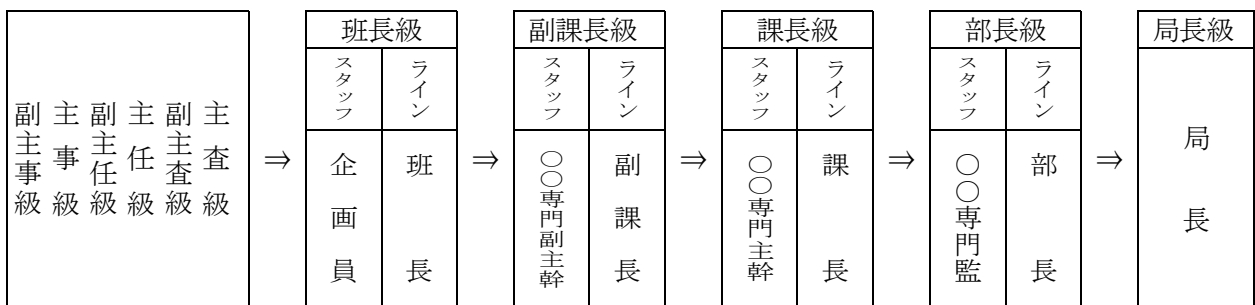 副主事級
主事級
副主任級
主任級
副主査級
主査級
⇒
班長級
スタッフ
ライン
企画員
班長
⇒
副課長級
スタッフ
ライン
○○専門副主幹
副課長
⇒
課長級
スタッフ
ライン
○○専門主幹
課長
⇒
部長級
スタッフ
ライン
○○専門監
部長
⇒
局長級
局長